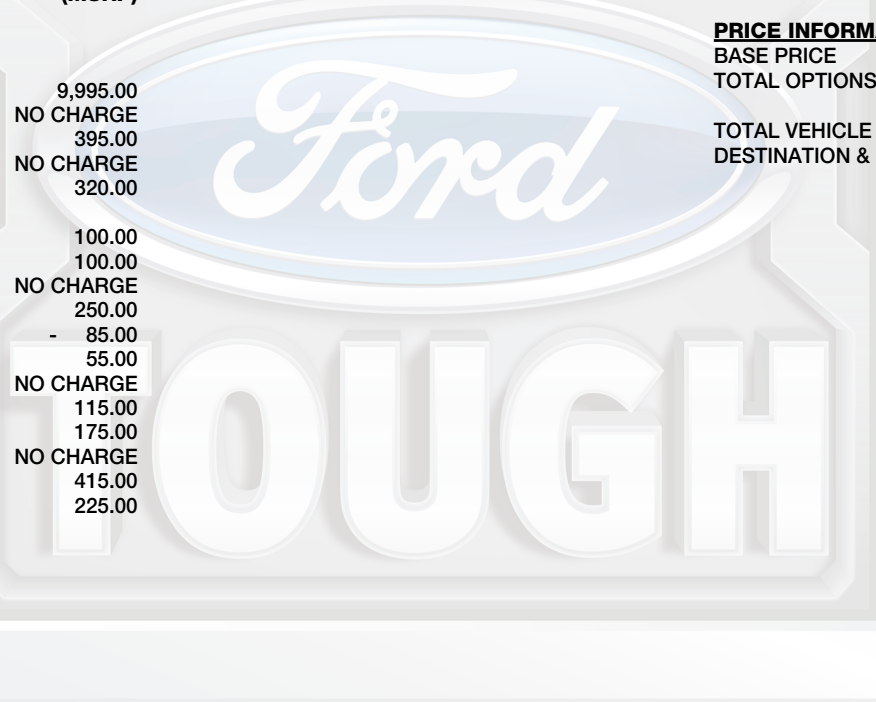 (MSRP)
9,995.00
NO CHARGE
395.00
NO CHARGE
320.00
100.00
100.00
NO CHARGE
250.00
- 85.00
55.00
NO CHARGE
115.00
175.00
NO CHARGE
415.00
225.00
PRICE INFORM
BASE PRICE
TOTAL OPTIONS
TOTAL VEHICLE
DESTINATION &
Ford
TOUGH